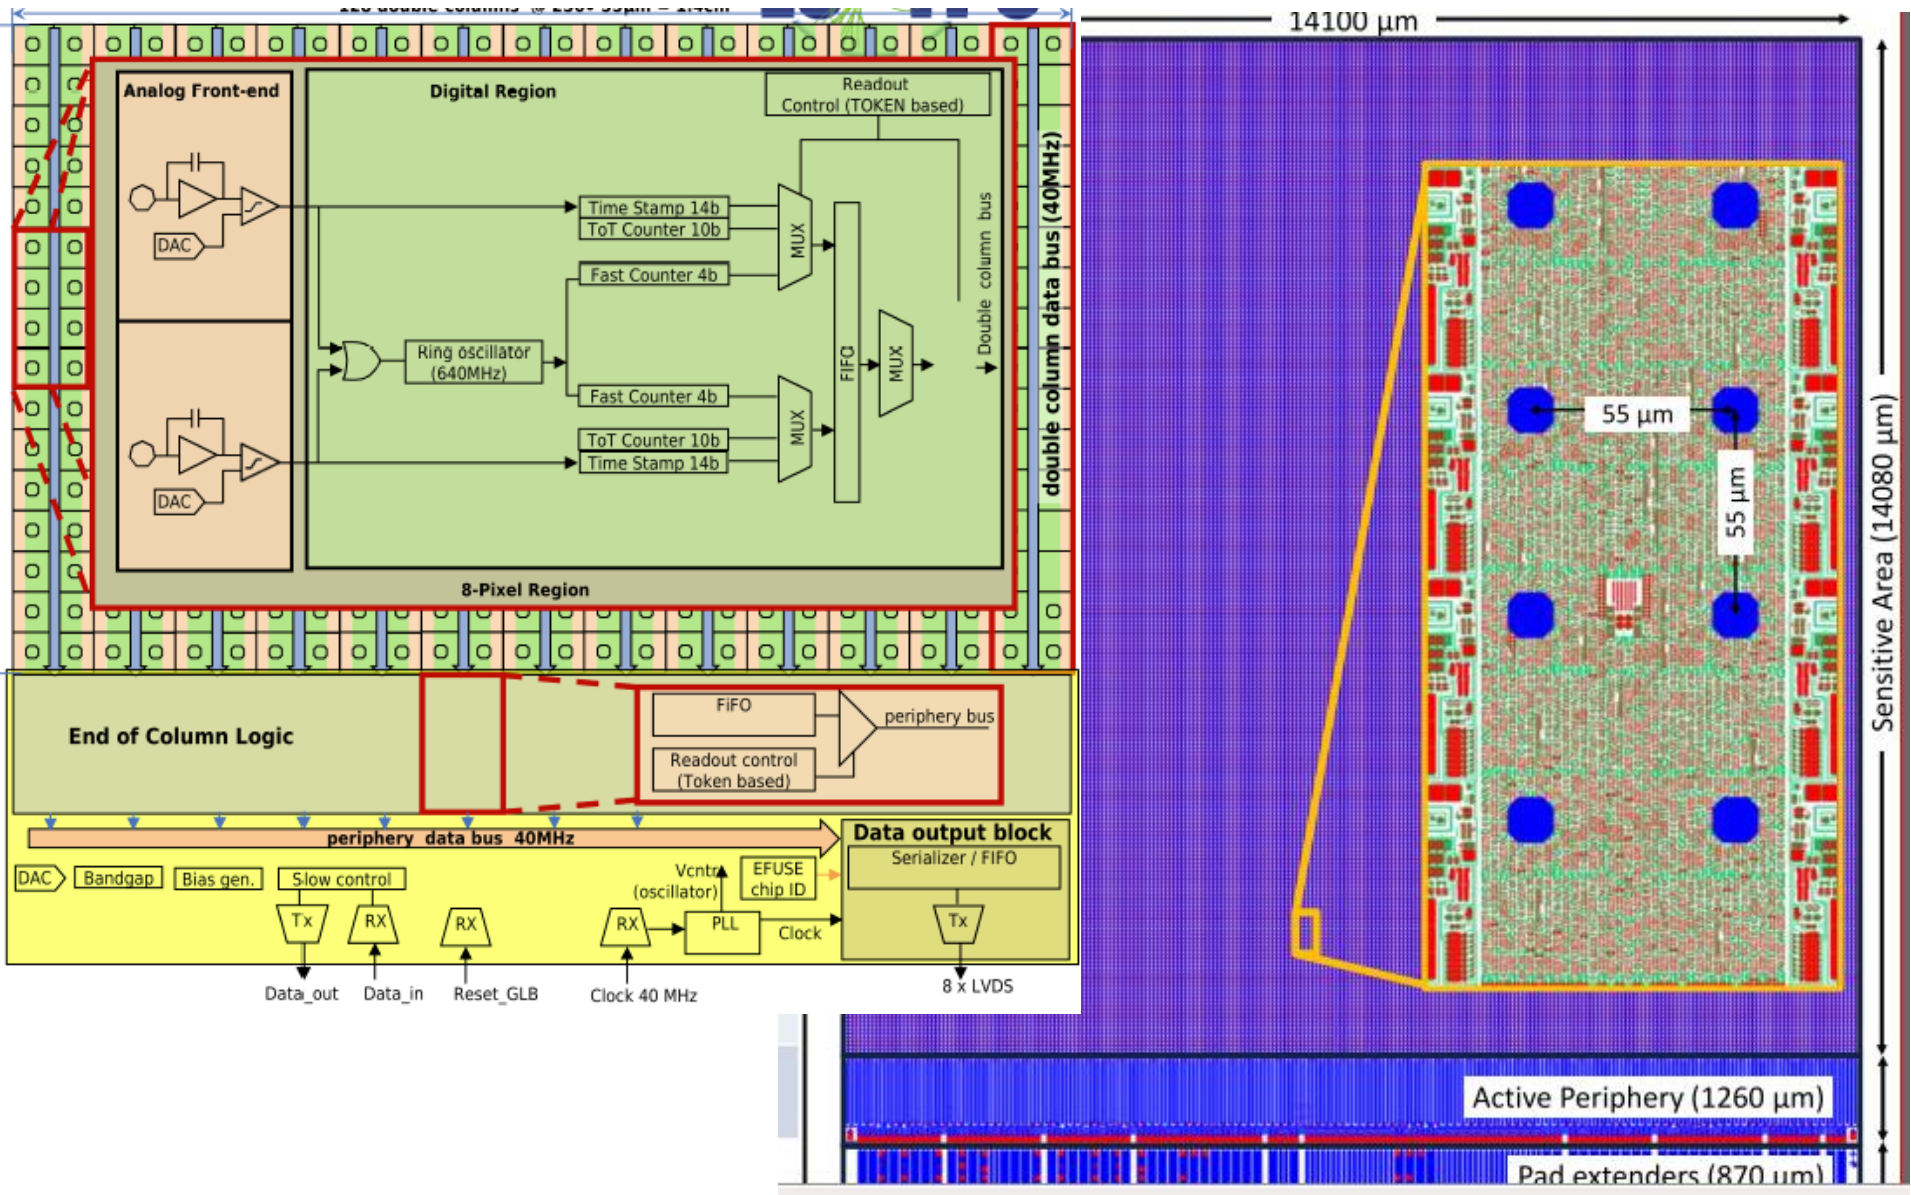 14100 µm
Analog Front-end
Digital Region
Readout
Control (TOKEN based)
DAC
Time Stamp 14b
ToT Counter 10b
Fast Counter 4b
MUX
Ring oscillator
(640MHz)
FIFO
MUX
Double column bus
double column data bus (40MHz)
Fast Counter 4b
ToT Counter 10b
Time Stamp 14b
MUX
DAC
8-Pixel Region
55 µm
55 µm
Sensitive Area (14080 µm)
End of Column Logic
FiFO
periphery bus
Readout control
(Token based)
periphery data bus 40MHz
Data output block
Serializer / FIFO
DAC
Bandgap
Bias gen.
Slow control
Vcntr
(oscillator)
EFUSE
chip ID
Tx
RX
RX
RX
PLL
Clock
Tx
Data_out
Data_in
Reset_GLB
Clock 40 MHz
8 x LVDS
Active Periphery (1260 µm)
Pad extenders (870 µm)